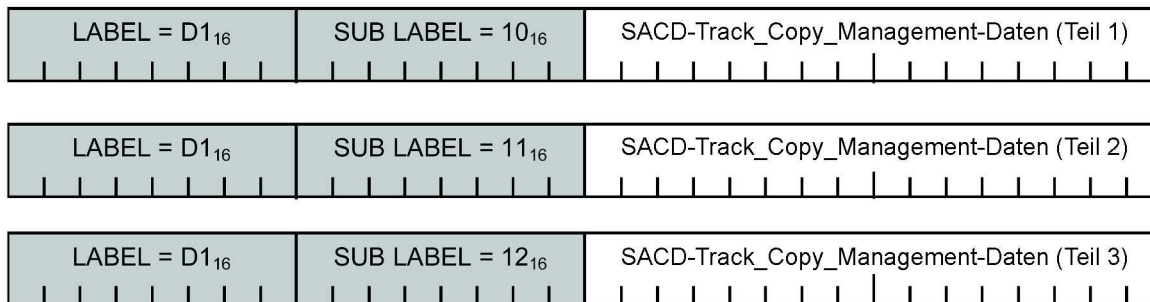 LABEL = D1₁₆ SUB LABEL = 10₁₆ SACD-Track_Copy_Management-Daten (Teil 1)
LABEL = D1₁₆ SUB LABEL = 11₁₆ SACD-Track_Copy_Management-Daten (Teil 2)
LABEL = D1₁₆ SUB LABEL = 12₁₆ SACD-Track_Copy_Management-Daten (Teil 3)